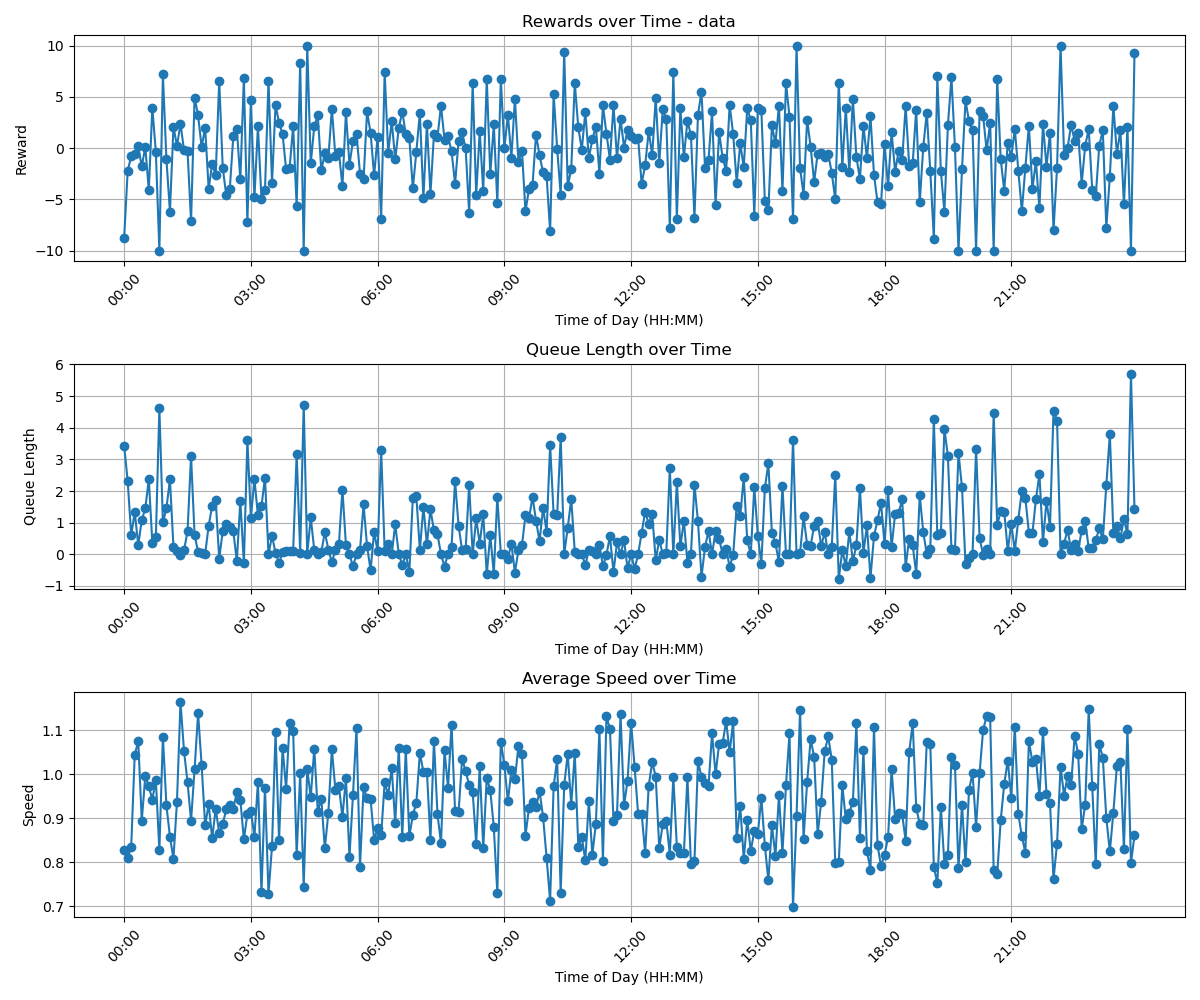 Rewards over Time - data
10
5
0
−5
−10
Reward
00:00 03:00 06:00 09:00 12:00 15:00 18:00 21:00
Time of Day (HH:MM)
Queue Length over Time
6
5
4
3
2
1
0
−1
Queue Length
00:00 03:00 06:00 09:00 12:00 15:00 18:00 21:00
Time of Day (HH:MM)
Average Speed over Time
1.1
1.0
0.9
0.8
0.7
Speed
00:00 03:00 06:00 09:00 12:00 15:00 18:00 21:00
Time of Day (HH:MM)